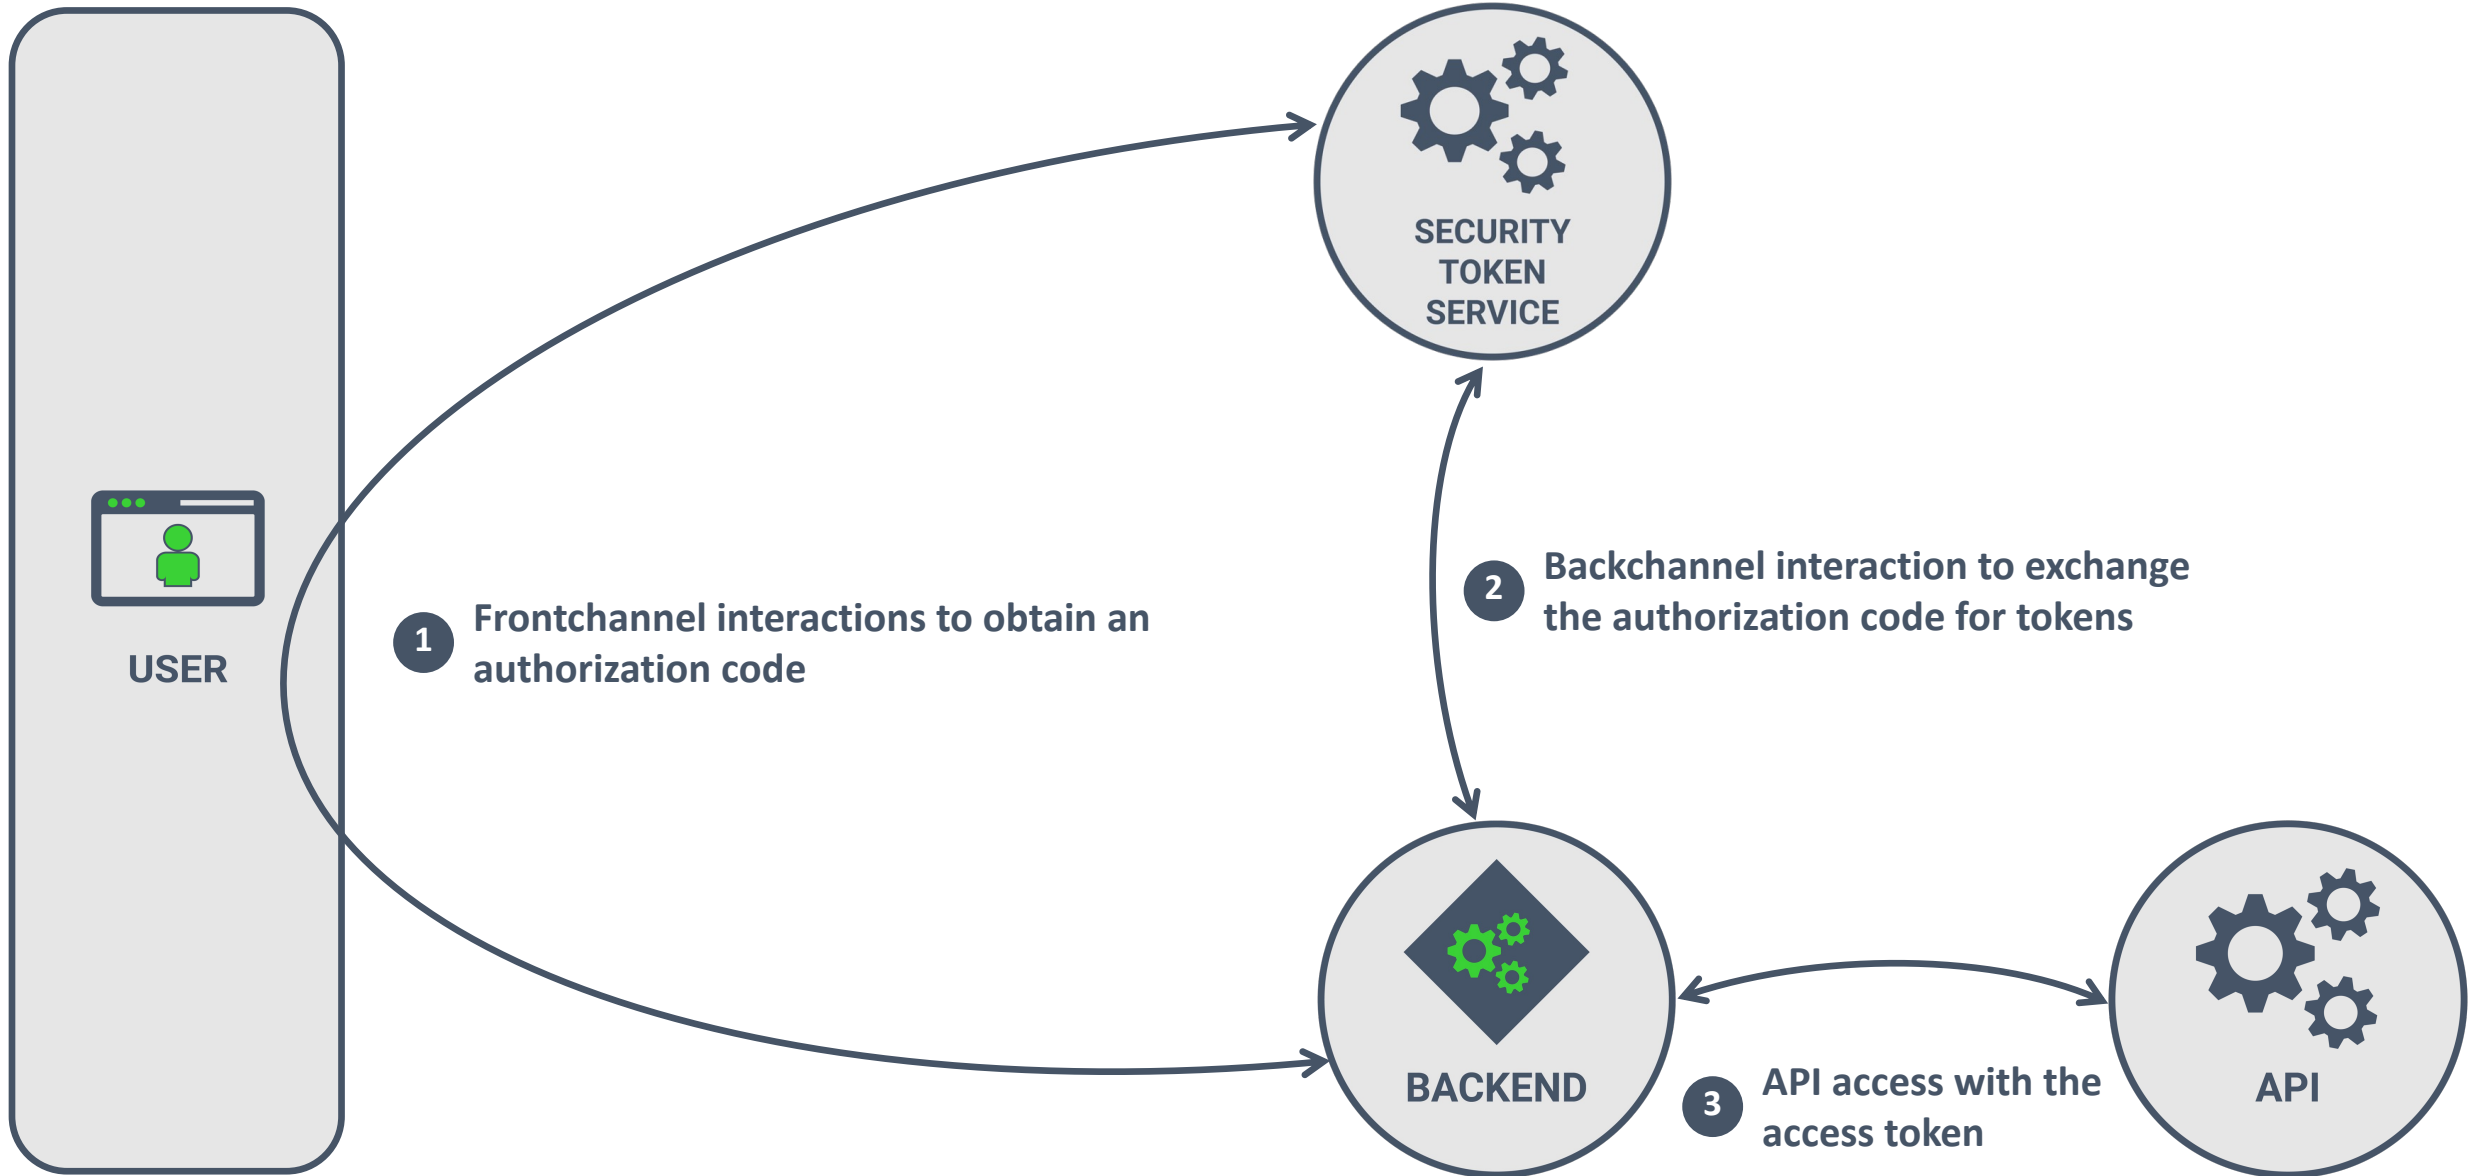 SECURITY
TOKEN
SERVICE
USER
1
Frontchannel interactions to obtain an
authorization code
2
Backchannel interaction to exchange
the authorization code for tokens
BACKEND
3
API access with the
access token
API